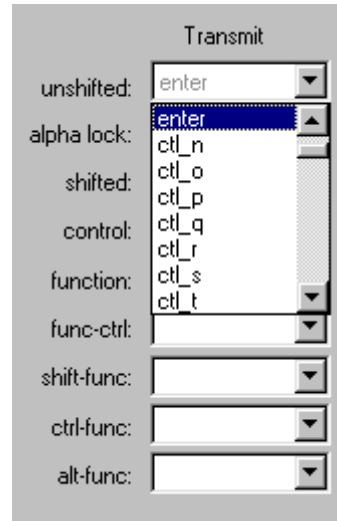 Transmit
unshifted: enter
enter
alpha lock:
ctl_n
ctl_o
shifted:
ctl_p
ctl_q
control:
ctl_r
function:
ctl_s
ctl_t
func-ctrl:
shift-func:
ctrl-func:
alt-func: